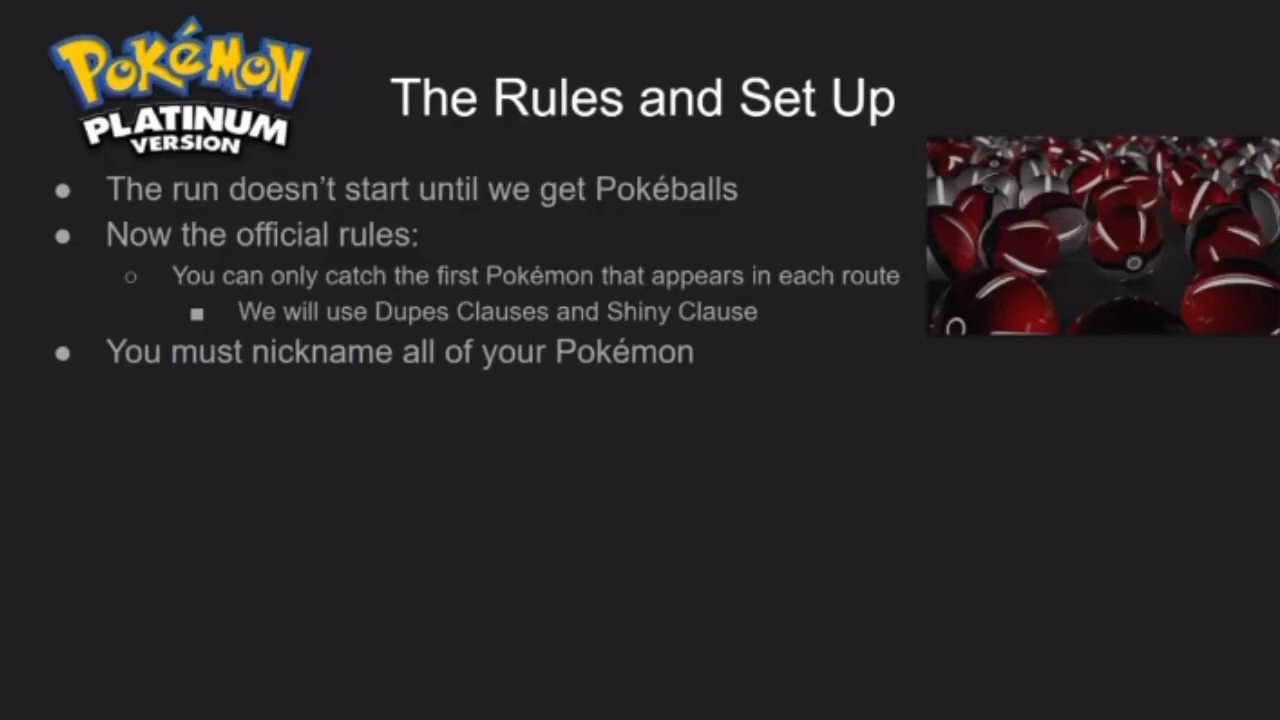 POKéMON
PLATINUM
VERSION
The Rules and Set Up
● The run doesn’t start until we get Pokéballs
● Now the official rules:
○ You can only catch the first Pokémon that appears in each route
■ We will use Dupes Clauses and Shiny Clause
● You must nickname all of your Pokémon